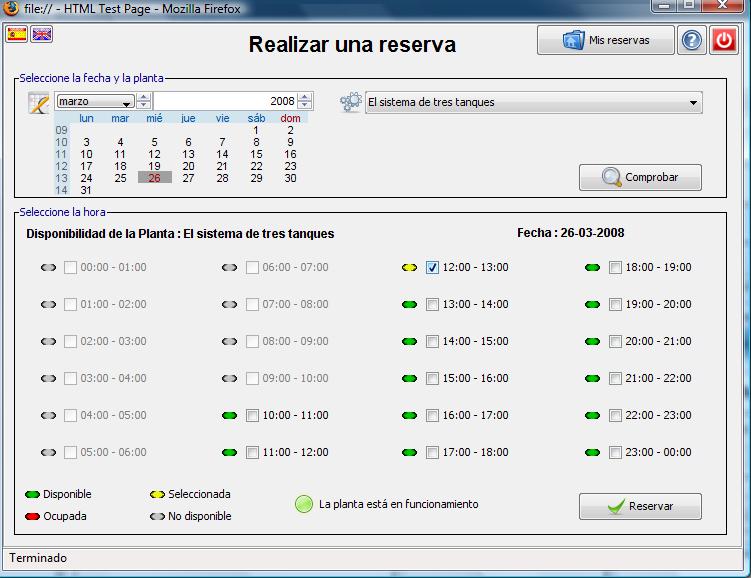 file:// - HTML Test Page - Mozilla Firefox
Realizar una reserva
Mis reservas
Seleccione la fecha y la planta
marzo 2008
El sistema de tres tanques
lun mar mié jue vie sáb dom
09 1 2
10 3 4 5 6 7 8 9
11 10 11 12 13 14 15 16
12 17 18 19 20 21 22 23
13 24 25 26 27 28 29 30
14 31
Comprobar
Seleccione la hora
Disponibilidad de la Planta : El sistema de tres tanques
Fecha : 26-03-2008
00:00 - 01:00 06:00 - 07:00 12:00 - 13:00 18:00 - 19:00
01:00 - 02:00 07:00 - 08:00 13:00 - 14:00 19:00 - 20:00
02:00 - 03:00 08:00 - 09:00 14:00 - 15:00 20:00 - 21:00
03:00 - 04:00 09:00 - 10:00 15:00 - 16:00 21:00 - 22:00
04:00 - 05:00 10:00 - 11:00 16:00 - 17:00 22:00 - 23:00
05:00 - 06:00 11:00 - 12:00 17:00 - 18:00 23:00 - 00:00
Disponible Seleccionada
Ocupada No disponible
La planta está en funcionamiento
Reservar
Terminado